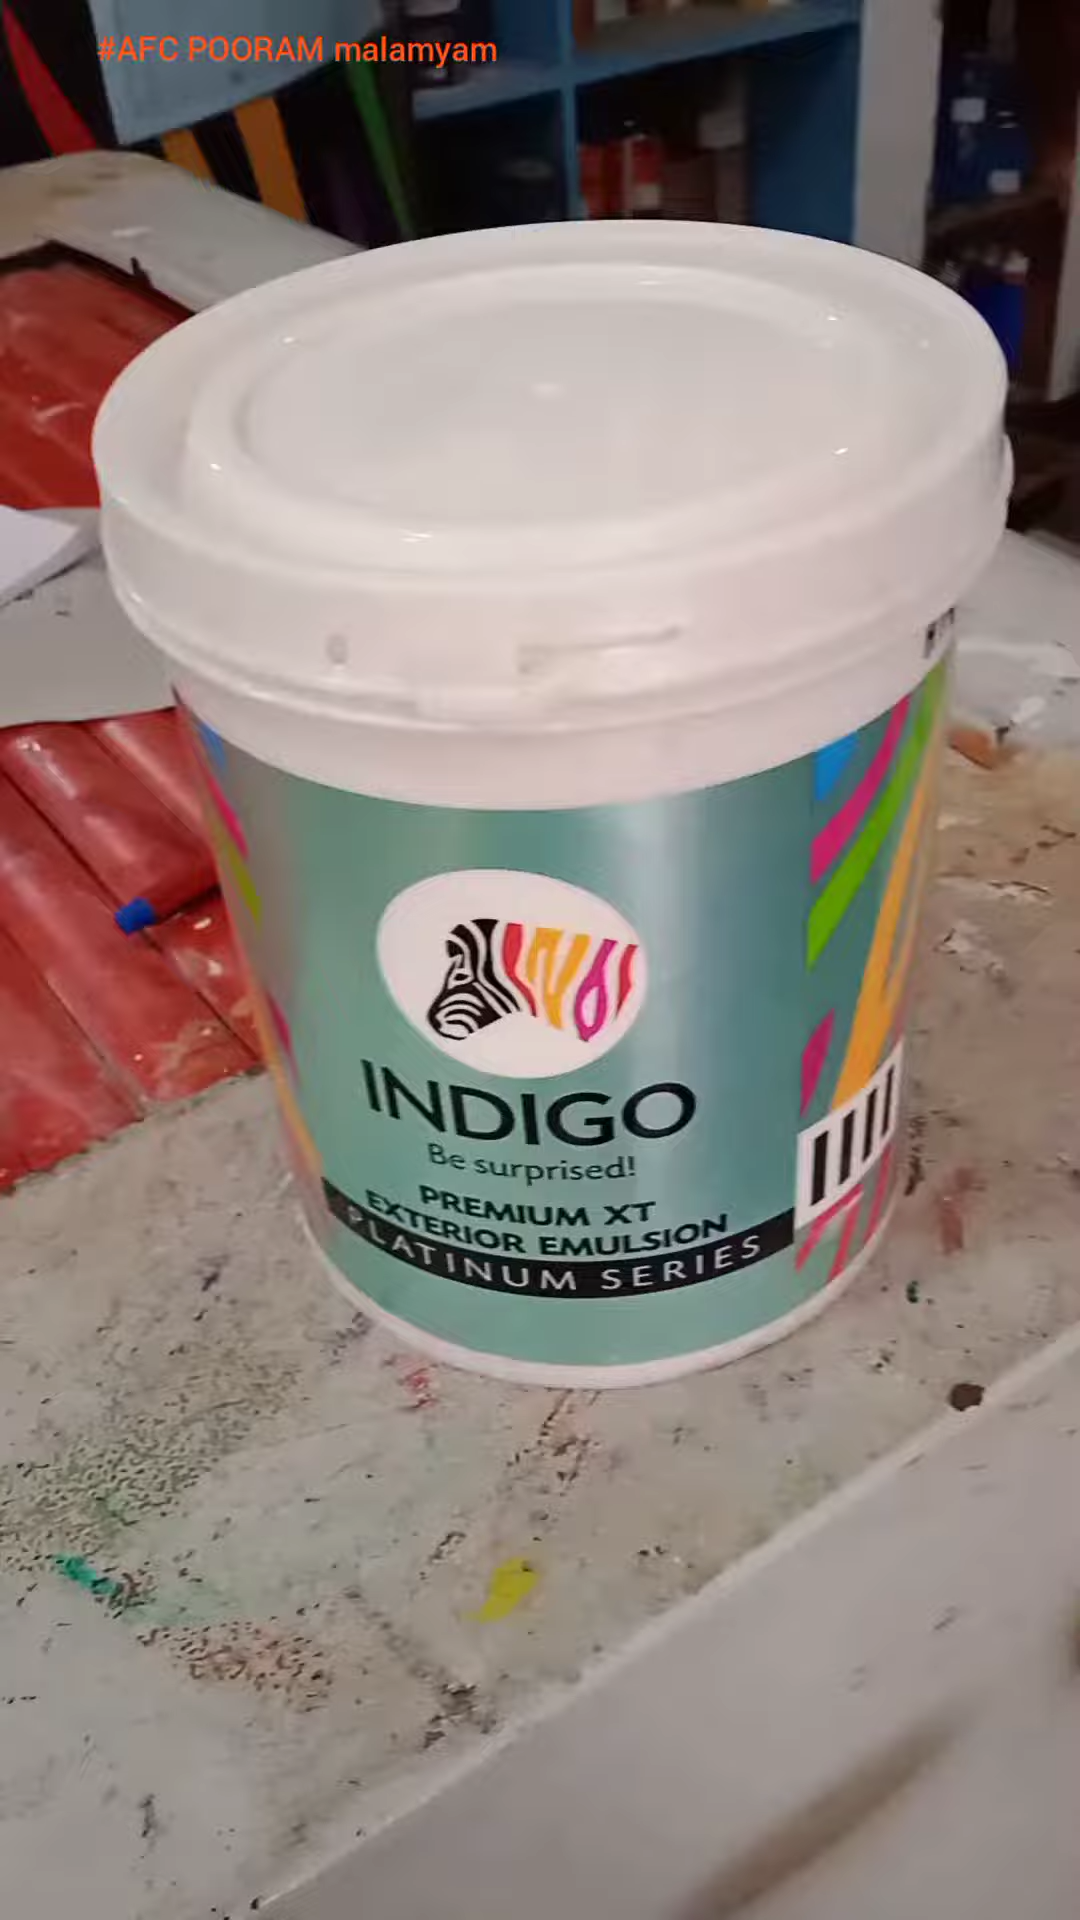 #AFC POORAM malamyam
INDIGO
Be surprised!
PREMIUM XT
EXTERIOR EMULSION
PLATINUM SERIES